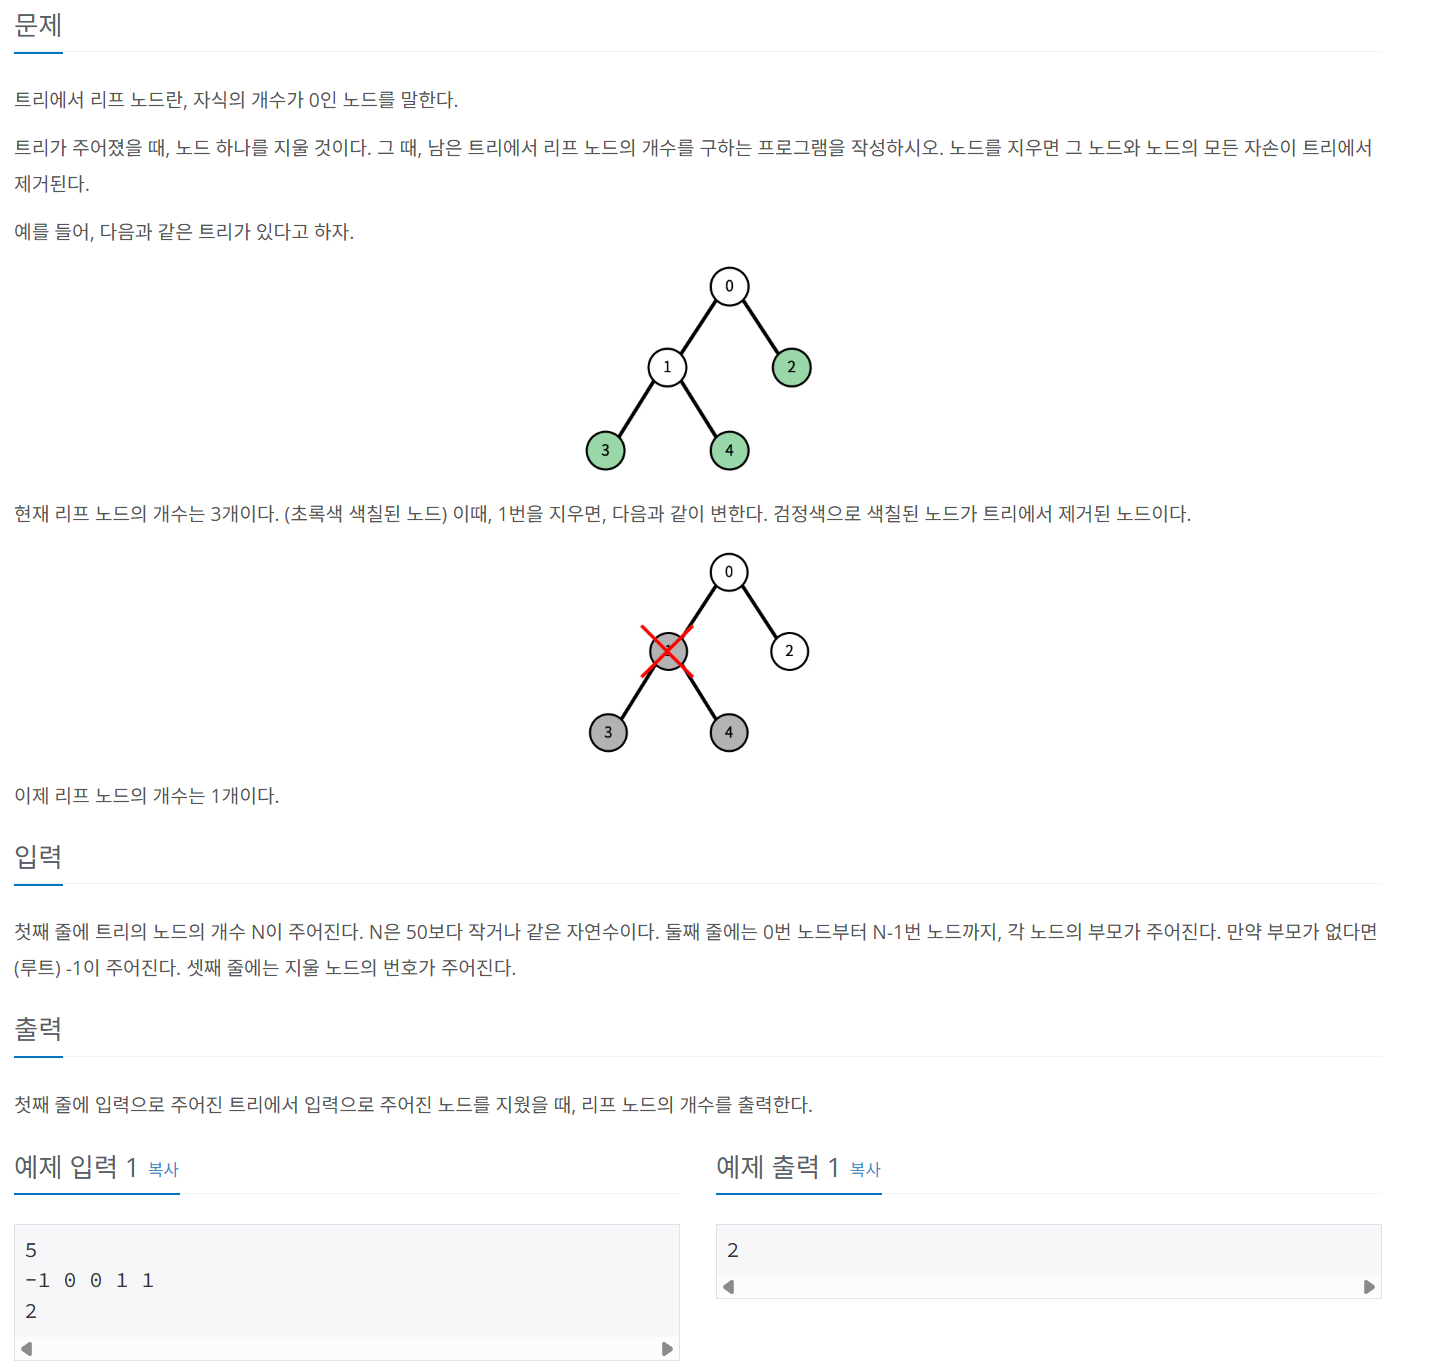 문제
트리에서 리프 노드란, 자식의 개수가 0인 노드를 말한다.
트리가 주어졌을 때, 노드 하나를 지울 것이다. 그 때, 남은 트리에서 리프 노드의 개수를 구하는 프로그램을 작성하시오. 노드를 지우면 그 노드와 노드의 모든 자손이 트리에서
제거된다.
예를 들어, 다음과 같은 트리가 있다고 하자.
0
1 2
3 4
현재 리프 노드의 개수는 3개이다. (초록색 색칠된 노드) 이때, 1번을 지우면, 다음과 같이 변한다. 검정색으로 색칠된 노드가 트리에서 제거된 노드이다.
0
1 2
3 4
이제 리프 노드의 개수는 1개이다.
입력
첫째 줄에 트리의 노드의 개수 N이 주어진다. N은 50보다 작거나 같은 자연수이다. 둘째 줄에는 0번 노드부터 N-1번 노드까지, 각 노드의 부모가 주어진다. 만약 부모가 없다면
(루트) -1이 주어진다. 셋째 줄에는 지울 노드의 번호가 주어진다.
출력
첫째 줄에 입력으로 주어진 트리에서 입력으로 주어진 노드를 지웠을 때, 리프 노드의 개수를 출력한다.
예제 입력 1 복사
5
-1 0 0 1 1
2
예제 출력 1 복사
2